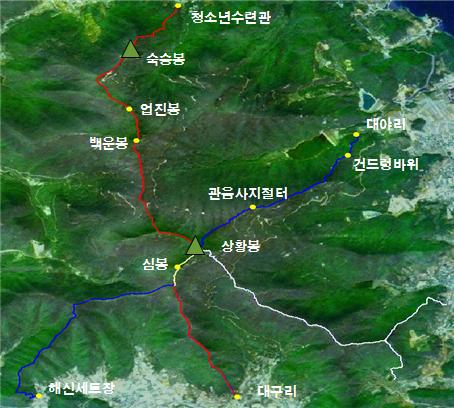 청소년수련관
숙승봉
업진봉
백운봉
대야리
건드렁바위
관음사지절터
상황봉
심봉
해신세트장
대구리